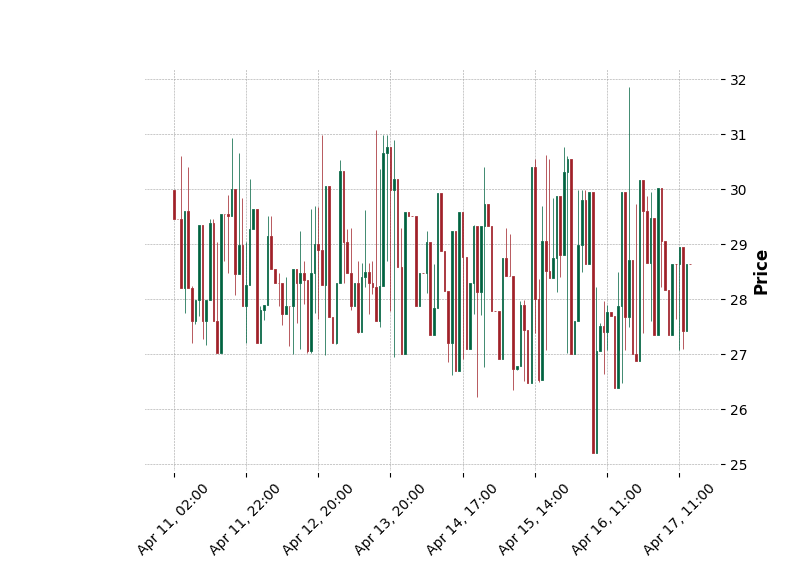 32
31
30
29
28
27
26
25
Price
Apr 11, 02:00
Apr 11, 22:00
Apr 12, 20:00
Apr 13, 20:00
Apr 14, 17:00
Apr 15, 14:00
Apr 16, 11:00
Apr 17, 11:00